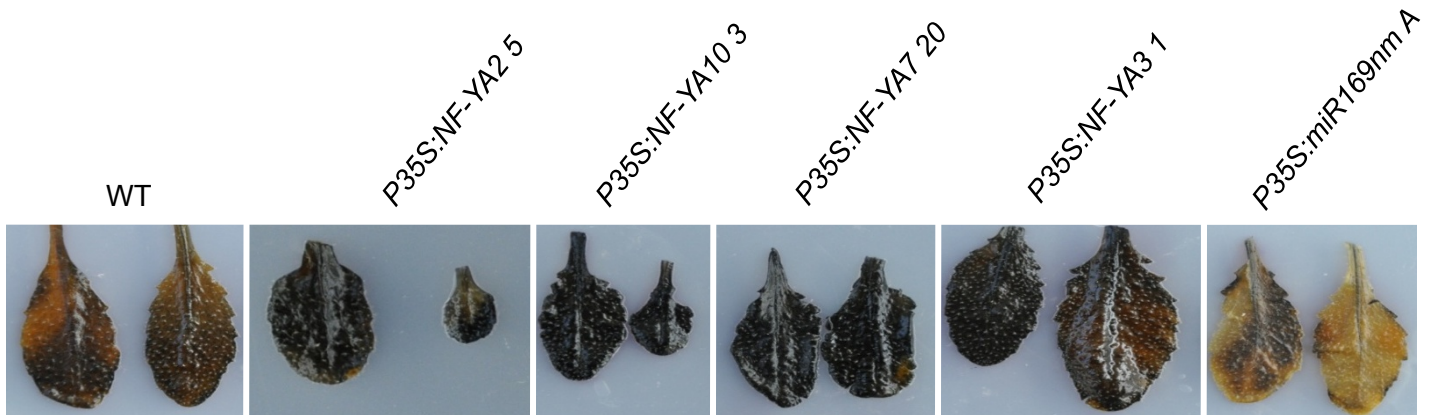 WT
P35S:NF-YA2 5
P35S:NF-YA10 3
P35S:NF-YA7 20
P35S:NF-YA3 1
P35S:miR169nm A